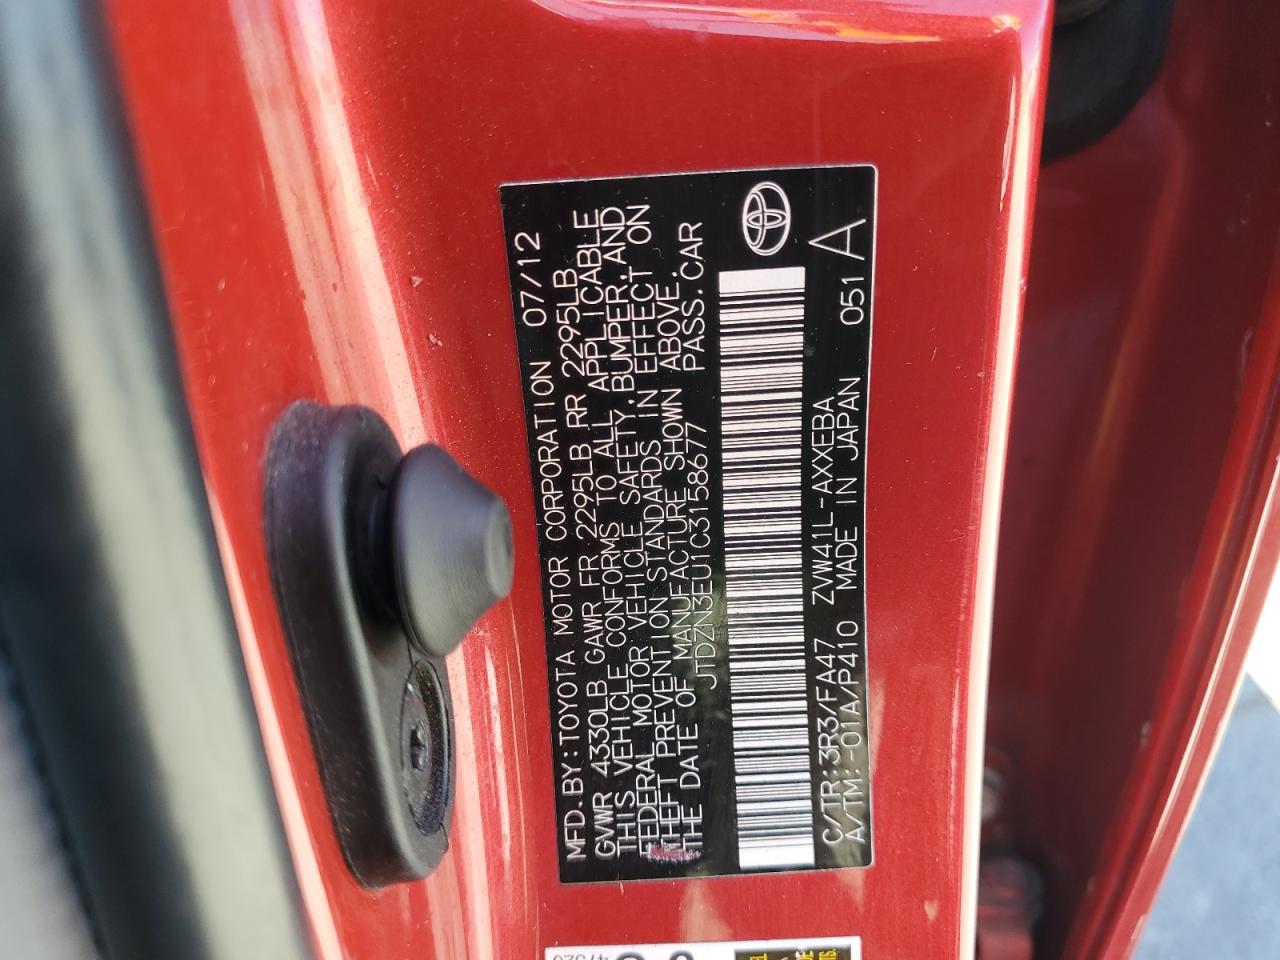 MFD.BY:TOYOTA MOTOR CORPORATION 07/12
GVWR 4330LB GAWR FR 2295LB RR 2295LB
THIS VEHICLE CONFORMS TO ALL APPLICABLE
FEDERAL MOTOR VEHICLE SAFETY,BUMPER,AND
THEFT PREVENTION STANDARDS IN EFFECT ON
THE DATE OF MANUFACTURE SHOWN ABOVE.
JTDZN3EU1C3158677 PASS.CAR
C/TR:3R3/FA47 ZVW41L-AXXEBA
A/TM:-01A/P410 MADE IN JAPAN 051 A